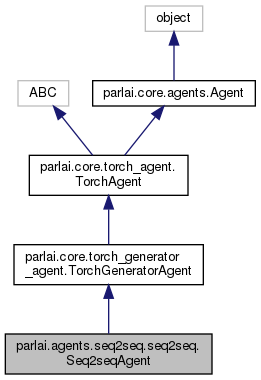 object
ABC
parlai.core.agents.Agent
parlai.core.torch_agent.
TorchAgent
parlai.core.torch_generator
_agent.TorchGeneratorAgent
parlai.agents.seq2seq.seq2seq.
Seq2seqAgent